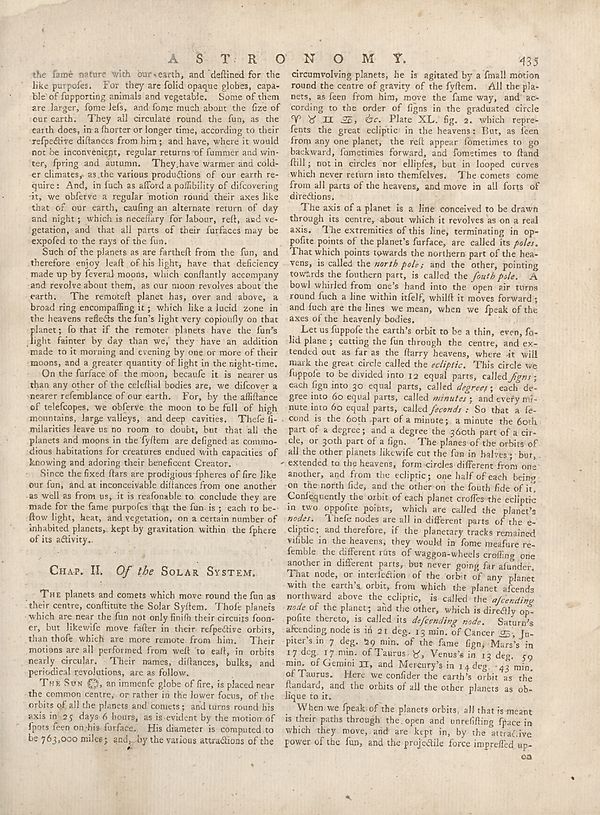 ASTRONOMY. 435
the ſame nature with our earth, and deſtined for the
like purpoſes. For they are ſolid opaque globes, capa-
ble of ſupporting animals and vegetable. Some of them
are larger, ſome leſs, and ſome much about the ſize of
our earth. They all circulate round the ſun, as the
earth does, in a ſhorter or longer time, according to their
reſpective diſtances from him; and have, where it would
not be inconvenient, regular returns of ſummer and win-
ter, ſpring and autumn. They have warmer and cold-
er climates, as the various productions of our earth re-
quire: And, in ſuch as afford a poſſibility of diſcovering
it, we obſerve a regular motion round their axes like
that of our earth, cauſing an alternate return of day
and night; which is neceſſary for labour, reſt, and ve-
getation, and that all parts of their ſurfaces may be
expoſed to the rays of the ſun.
Such of the planets as are fartheſt from the ſun, and
therefore enjoy leaſt of his light, have that deficiency
made up by ſeveral moons, which conſtantly accompany
and revolve about them, as our moon revolves about the
earth. The remoteſt planet has, over and above, a
broad ring encompaſſing it; which like a lucid zone in
the heavens reflects the ſun's light very copiouſly on that
planet; ſo that if the remoter planets have the ſun's
light fainter by day than we, they have an addition
made to it morning and evening by one or more of their
moons, and a greater quantity of light in the night-time.
On the ſurface of the moon, becauſe it is nearer us
than any other of the celeſtial bodies are, we diſcover a
nearer reſemblance of our earth. For, by the aſſiſtance
of teleſcopes, we obſerve the moon to be full of high
mountains, large valleys, and deep cavities. Theſe ſi-
milarities leave us no room to doubt, but that all the
planets and moons in the ſyſtem are deſigned as commo-
dious habitations for creatures endued with capacities of
knowing and adoring their beneficent Creator.
Since the fixed ſtars are prodigious ſpheres of fire like
our ſun, and at inconceivable diſtances from one another
as well as from us, it is reaſonable to conclude they are
made for the ſame purpoſes that the ſun is; each to be-
ſtow light, heat, and vegetation, on a certain number of
inhabited planets, kept by gravitation within the ſphere
of its activity.
CHAP. II. Of the SOLAR SYSTEM.
THE planets and comets which move round the ſun as
their centre, conſtitute the Solar Syſtem. Thoſe planets
which are near the ſun not only finiſh their circuits ſoon-
er, but likewiſe move faſter in their reſpective orbits,
than thoſe which are more remote from him. Their
motions are all performed from weſt to eaſt, in orbits
nearly circular. Their names, diſtances, bulks, and
periodical revolutions, are as follow.
THE SUN ☉, an immenſe globe of fire, is placed near
the common centre, or rather in the lower focus, of the
orbits of all the planets and comets; and turns round his
axis in 25 days 6 hours, as is evident by the motion of
ſpots ſeen on his ſurface. His diameter is computed to
be 763,000 miles; and, by the various attractions of the
circumvolving planets, he is agitated by a ſmall motion
round the centre of gravity of the ſyſtem. All the pla-
nets, as ſeen from him, move the ſame way, and ac-
cording to the order of ſigns in the graduated circle
♈ ♉ ♊ ♋, &c. Plate XL. fig. 2. which repre-
ſents the great ecliptic in the heavens: But, as ſeen
from any one planet, the reſt appear ſometimes to go
backward, ſometimes forward, and ſometimes to ſtand
ſtill; not in circles nor ellipſes, but in looped curves
which never return into themſelves. The comets come
from all parts of the heavens, and move in all ſorts of
directions.
The axis of a planet is a line conceived to be drawn
through its centre, about which it revolves as on a real
axis. The extremities of this line, terminating in op-
poſite points of the planet's ſurface, are called its poles.
That which points towards the northern part of the hea-
vens, is called the north pole; and the other, pointing
towards the ſouthern part, is called the ſouth pole. A
bowl whirled from one's hand into the open air turns
round ſuch a line within itſelf, whilſt it moves forward;
and ſuch are the lines we mean, when we ſpeak of the
axes of the heavenly bodies.
Let us ſuppoſe the earth's orbit to be a thin, even, ſo-
lid plane; cutting the ſun through the centre, and ex-
tended out as far as the ſtarry heavens, where it will
mark the great circle called the ecliptic. This circle we
ſuppoſe to be divided into 12 equal parts, called ſigns;
each ſign into 30 equal parts, called degrees; each de-
gree into 60 equal parts, called minutes; and every mi-
nute into 60 equal parts, called ſeconds: So that a ſe-
cond is the 60th part of a minute; a minute the 60th
part of a degree; and a degree the 360th part of a cir-
cle, or 30th part of a ſign. The planes of the orbits of
all the other planets likewiſe cut the ſun in halves; but,
extended to the heavens, form circles different from one
another, and from the ecliptic; one half of each being
on the north ſide, and the other on the ſouth ſide of it.
Conſequently the orbit of each planet croſſes the ecliptic
in two oppoſite points, which are called the planet's
nodes. Theſe nodes are all in different parts of the e-
cliptic; and therefore, if the planetary tracks remained
viſible in the heavens, they would in ſome meaſure re-
ſemble the different ruts of waggon-wheels croſſing one
another in different parts, but never going far aſunder.
That node, or interſection of the orbit of any planet
with the earth's orbit, from which the planet aſcends
northward above the ecliptic, is called the aſcending
node of the planet; and the other, which is directly op-
poſite thereto, is called its deſcending node. Saturn's
aſcending node is in 21 deg. 13 min. of Cancer ♋, Ju-
piter's in 7 deg. 29 min. of the ſame ſign, Mars's in
17 deg. 17 min. of Taurus ♉, Venus's in 13 deg. 59
min. of Gemini ♊, and Mercury's in 14 deg. 43 min.
of Taurus. Here we conſider the earth's orbit as the
ſtandard, and the orbits of all the other planets as ob-
lique to it.
When we ſpeak of the planets orbits, all that is meant
is their paths through the open and unreſiſting ſpace in
which they move, and are kept in, by the attractive
power of the ſun, and the projectile force impreſſed up-
on